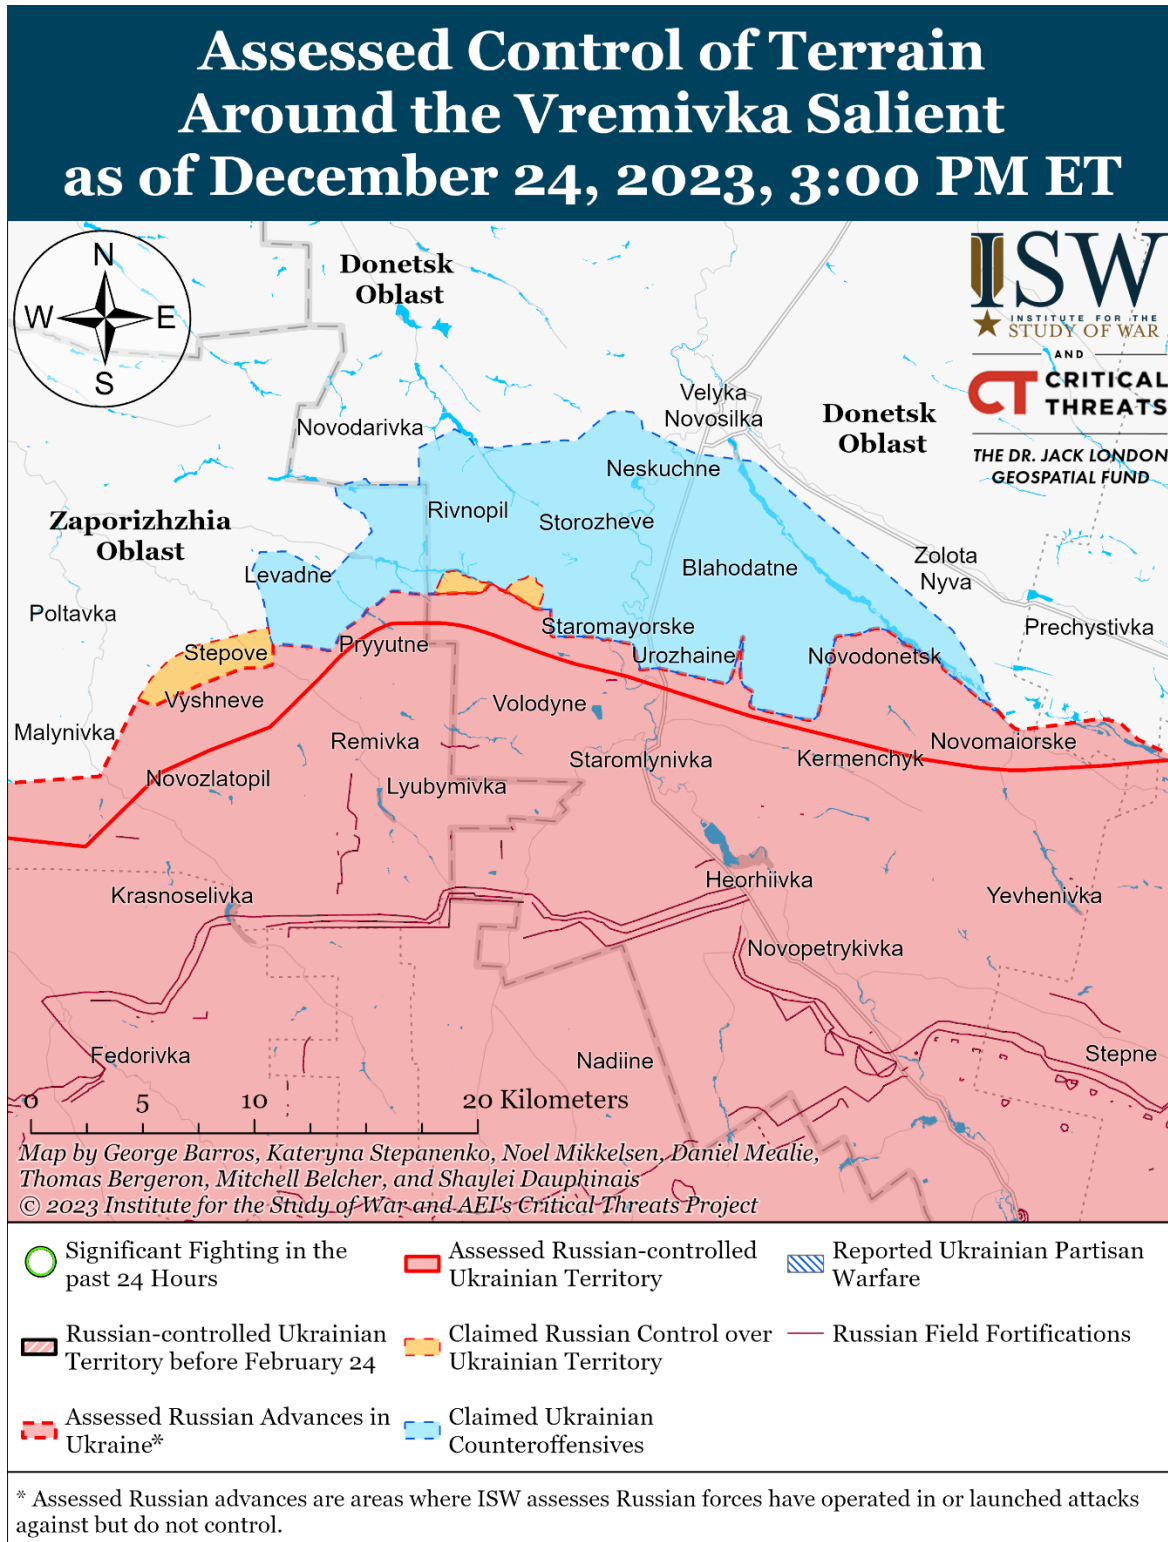 Assessed Control of Terrain
Around the Vremivka Salient
as of December 24, 2023, 3:00 PM ET
N
W
E
S
Donetsk
Oblast
ISW
INSTITUTE FOR THE
STUDY OF WAR
AND
CT CRITICAL
THREATS
THE DR. JACK LONDON
GEOSPATIAL FUND
Velyka
Novosilka
Donetsk
Oblast
Novodarivka
Neskuchne
Rivnopil
Storozheve
Zaporizhzhia
Oblast
Zolota
Nyva
Levadne
Blahodatne
Poltavka
Staromayorske
Prechystivka
Stepove
Pryyutne
Urozhaine
Novodonetsk
Vyshneve
Volodyne
Malynivka
Remivka
Novomaiorske
Staromlynivka
Kermenchyk
Novozlatopil
Lyubymivka
Krasnoselivka
Heorhiivka
Yevhenivka
Novopetrykivka
Fedorivka
Nadiine
Stepne
0 5 10 20 Kilometers
Map by George Barros, Kateryna Stepanenko, Noel Mikkelsen, Daniel Mealie,
Thomas Bergeron, Mitchell Belcher, and Shaylei Dauphinais
© 2023 Institute for the Study of War and AEI's Critical Threats Project
Significant Fighting in the
past 24 Hours
Assessed Russian-controlled
Ukrainian Territory
Reported Ukrainian Partisan
Warfare
Russian-controlled Ukrainian
Territory before February 24
Claimed Russian Control over
Ukrainian Territory
Russian Field Fortifications
Assessed Russian Advances in
Ukraine*
Claimed Ukrainian
Counteroffensives
* Assessed Russian advances are areas where ISW assesses Russian forces have operated in or launched attacks
against but do not control.